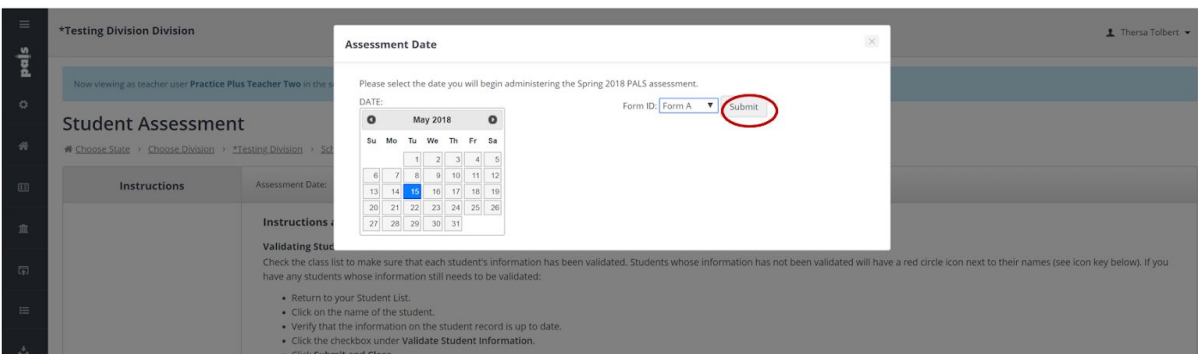 *Testing Division Division
Thersa Tolbert
pals
Assessment Date
Please select the date you will begin administering the Spring 2018 PALS assessment.
DATE:
Form ID: Form A
Submit
May 2018
Su Mo Tu We Th Fr Sa
1 2 3 4 5
6 7 8 9 10 11 12
13 14 15 16 17 18 19
20 21 22 23 24 25 26
27 28 29 30 31
Now viewing as teacher user Practice Plus Teacher Two in the
Student Assessment
Choose State › Choose Division › *Testing Division ›
Instructions
Assessment Date:
Instructions
Validating
Check the class list to make sure that each student's information has been validated. Students whose information has not been validated will have a red circle icon next to their names (see icon key below). If you
have any students whose information still needs to be validated:
• Return to your Student List.
• Click on the name of the student.
• Verify that the information on the student record is up to date.
• Click the checkbox under Validate Student Information.
• Click Submit and Close